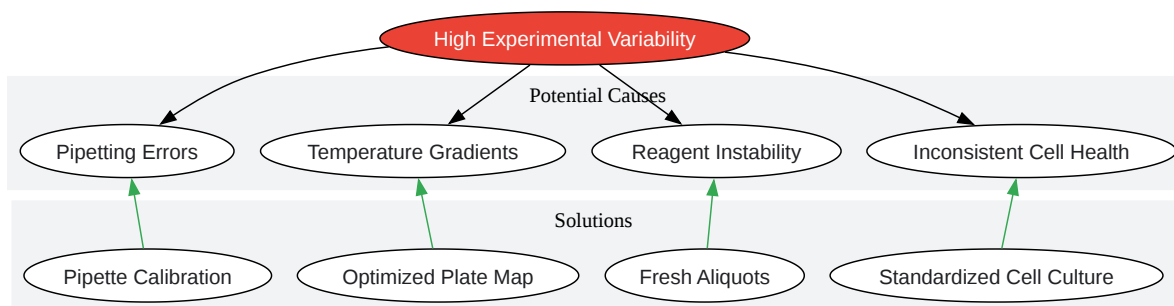 High Experimental Variability
Potential Causes
Pipetting Errors
Temperature Gradients
Reagent Instability
Inconsistent Cell Health
Solutions
Pipette Calibration
Optimized Plate Map
Fresh Aliquots
Standardized Cell Culture